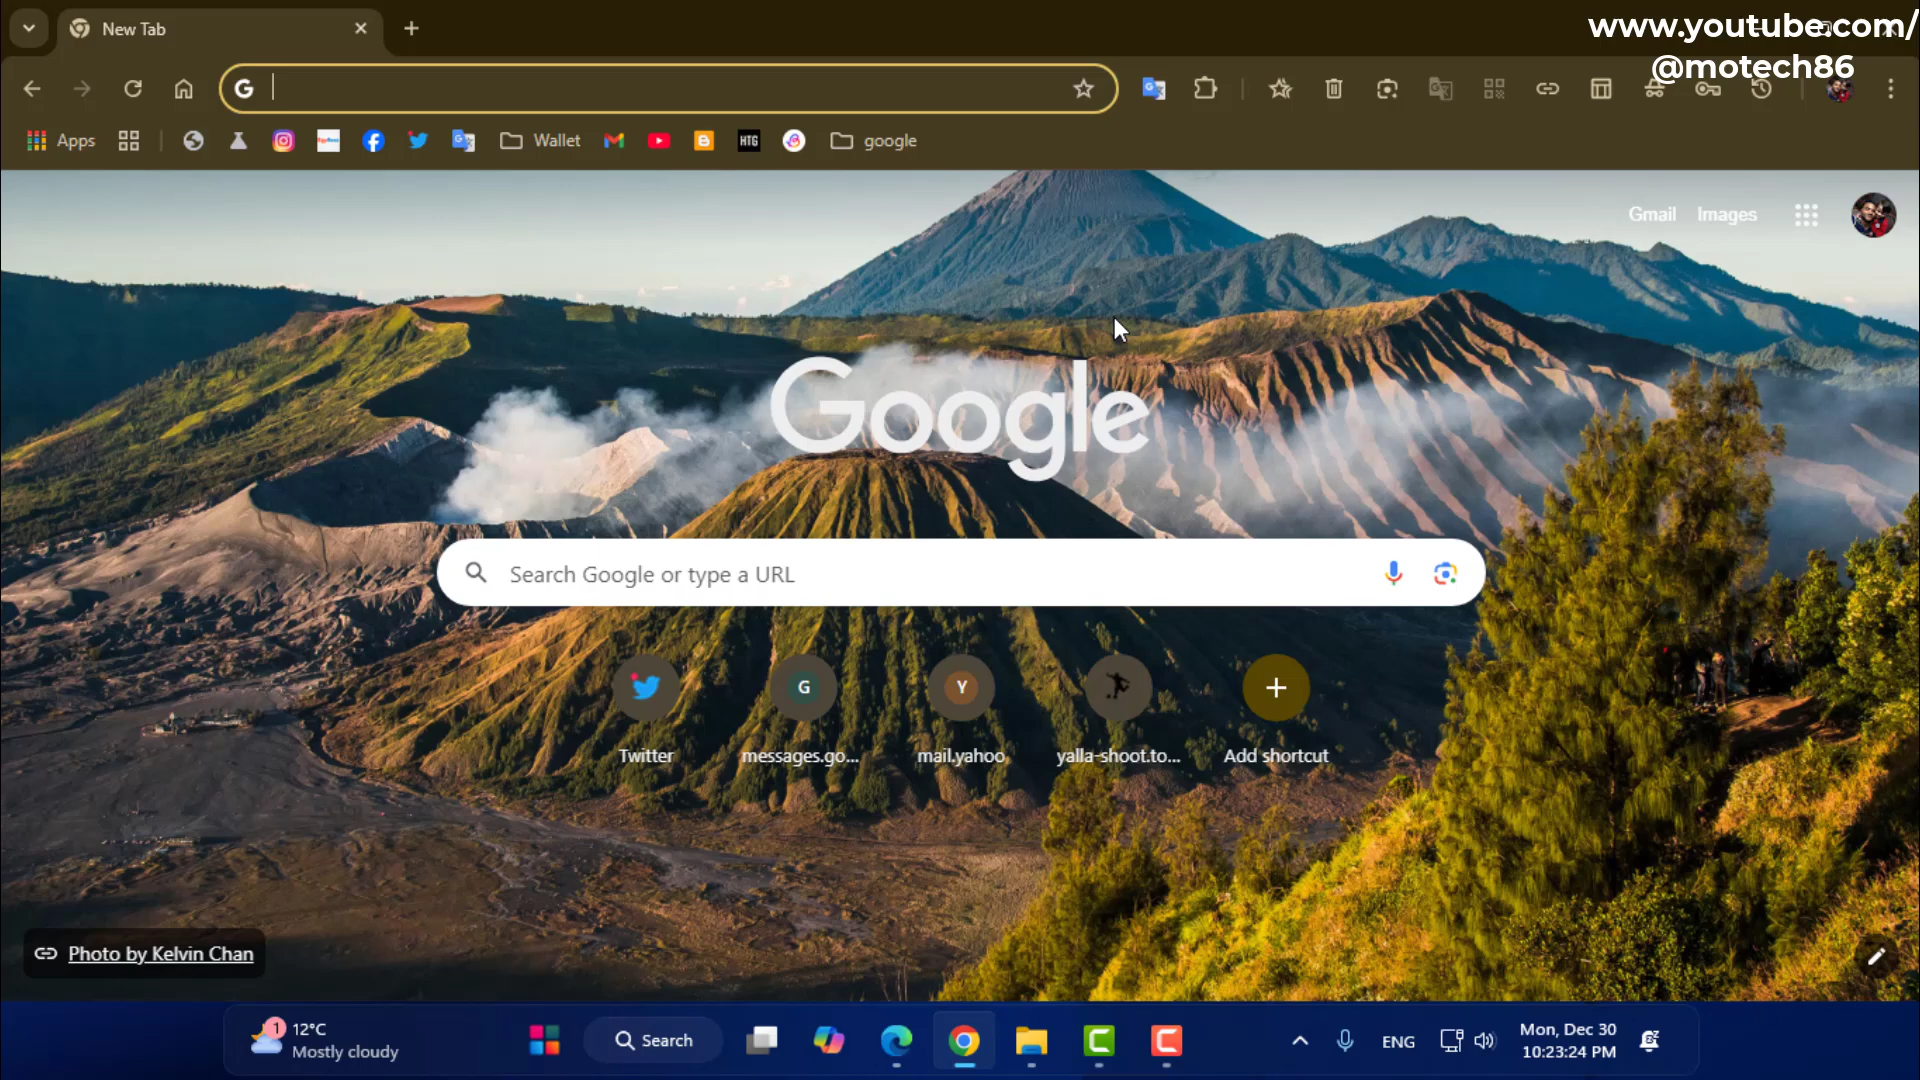 New Tab
www.youtube.com/
@motech86
Apps
Wallet
HTG
google
Gmail
Images
Google
Search Google or type a URL
G
Y
Twitter
messages.go...
mail.yahoo
yalla-shoot.to...
Add shortcut
Photo by Kelvin Chan
1
12°C
Mostly cloudy
Search
ENG
Mon, Dec 30
10:23:24 PM